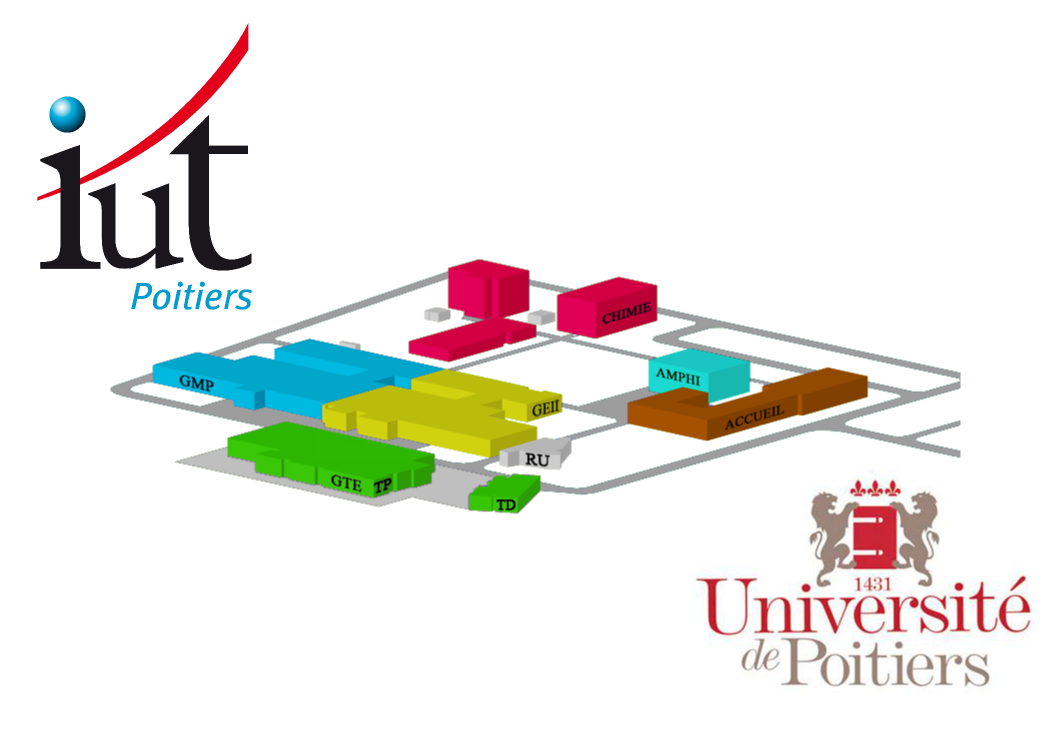 iut
Poitiers
CHIMIE
AMPHI
GMP
GEII
ACCUEIL
RU
GTE TP
TD
1431
Université
de Poitiers